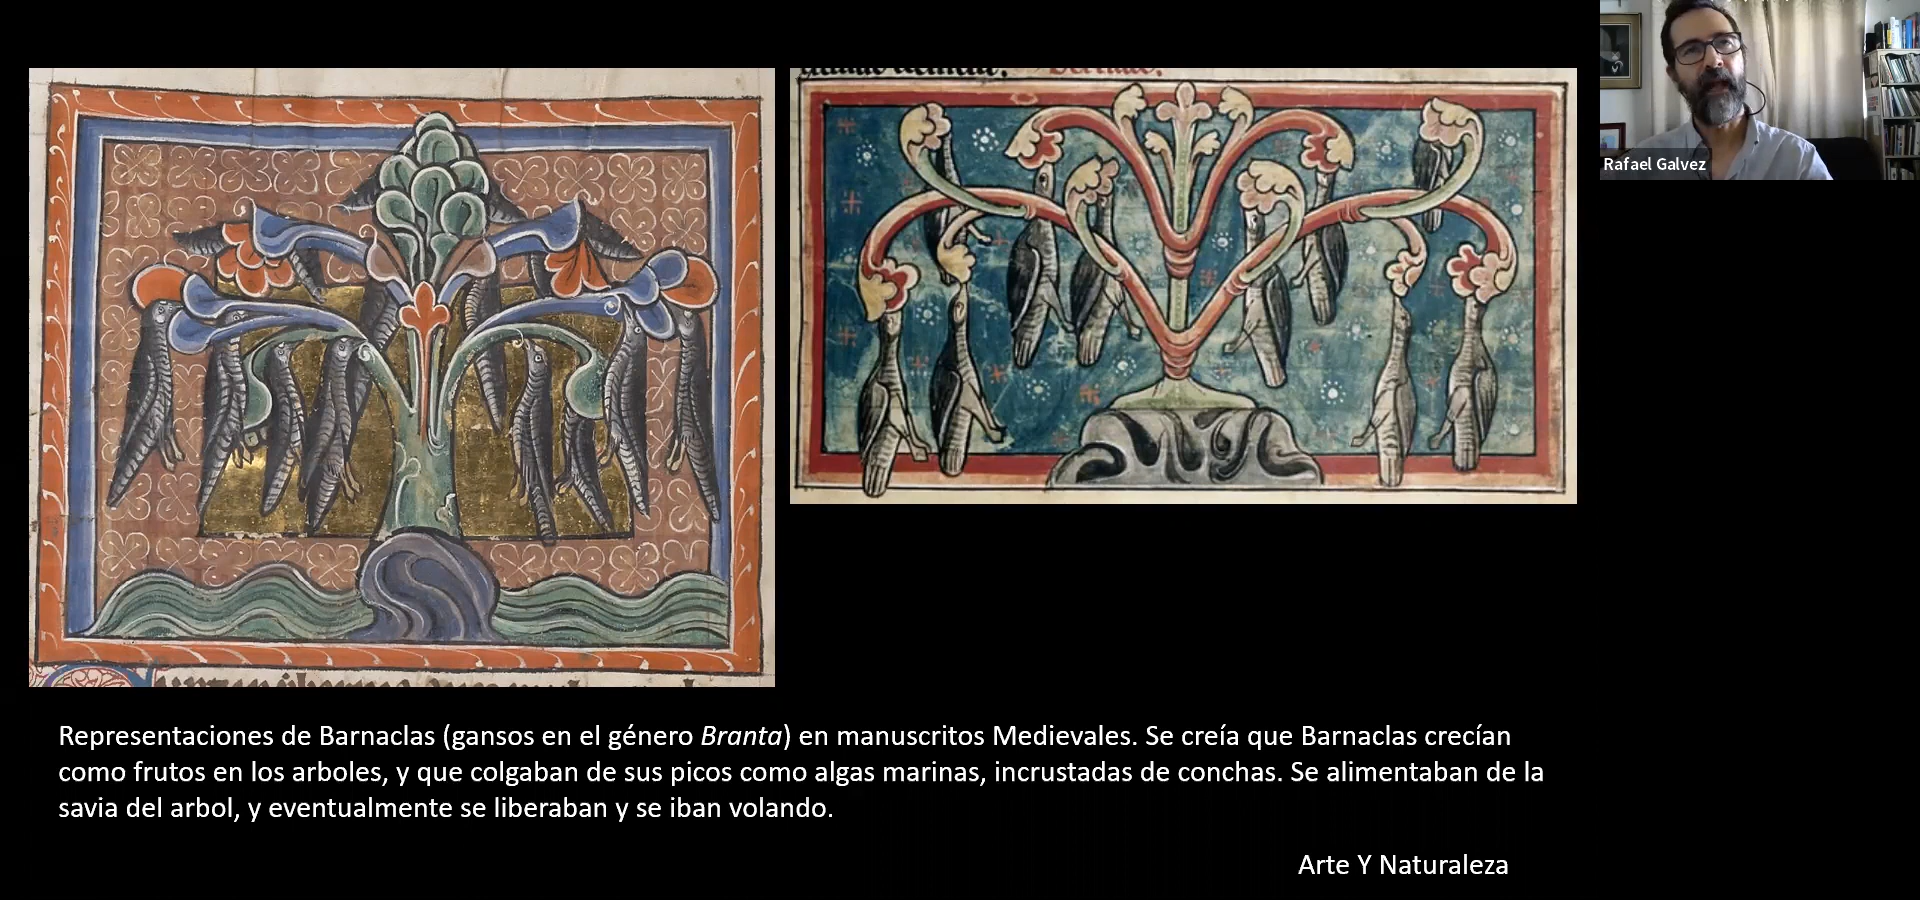 Rafael Galvez
Representaciones de Barnaclas (gansos en el género Branta) en manuscritos Medievales. Se creía que Barnaclas crecían
como frutos en los arboles, y que colgaban de sus picos como algas marinas, incrustadas de conchas. Se alimentaban de la
savia del arbol, y eventualmente se liberaban y se iban volando.
Arte Y Naturaleza